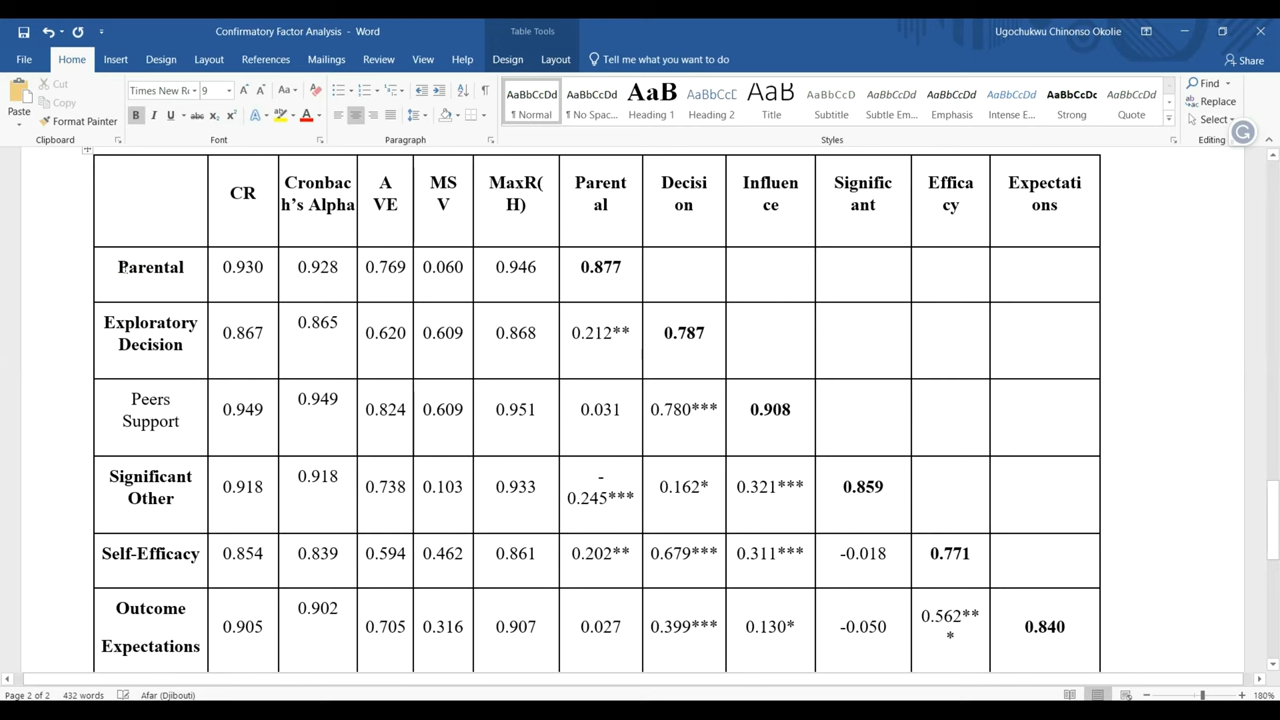 Confirmatory Factor Analysis - Word
Table Tools
Ugochukwu Chinonso Okolie
File Home Insert Design Layout References Mailings Review View Help Design Layout Tell me what you want to do Share
Paste
Cut
Copy
Format Painter
Clipboard
Times New Ro 9
Aa
B I U abc X₂ X² A A
Font
Paragraph
AaBbCcDd AaBbCcDd AaB AaBbCcD AaB AaBbCcD AaBbCcDd AaBbCcDd AaBbCcDd AaBbCcDc AaBbCcDd
¶ Normal ¶ No Spac... Heading 1 Heading 2 Title Subtitle Subtle Em... Emphasis Intense E... Strong Quote
Styles
Find
Replace
Select
Editing
CR Cronbac A MS MaxR( Parent Decisi Influen Signific Effica Expectati
h's Alpha VE V H) al on ce ant cy ons
Parental 0.930 0.928 0.769 0.060 0.946 0.877
Exploratory
Decision 0.867 0.865 0.620 0.609 0.868 0.212** 0.787
Peers
Support 0.949 0.949 0.824 0.609 0.951 0.031 0.780*** 0.908
Significant
Other 0.918 0.918 0.738 0.103 0.933 -0.245*** 0.162* 0.321*** 0.859
Self-Efficacy 0.854 0.839 0.594 0.462 0.861 0.202** 0.679*** 0.311*** -0.018 0.771
Outcome
Expectations 0.905 0.902 0.705 0.316 0.907 0.027 0.399*** 0.130* -0.050 0.562*** 0.840
Page 2 of 2 432 words Afar (Djibouti) 180%